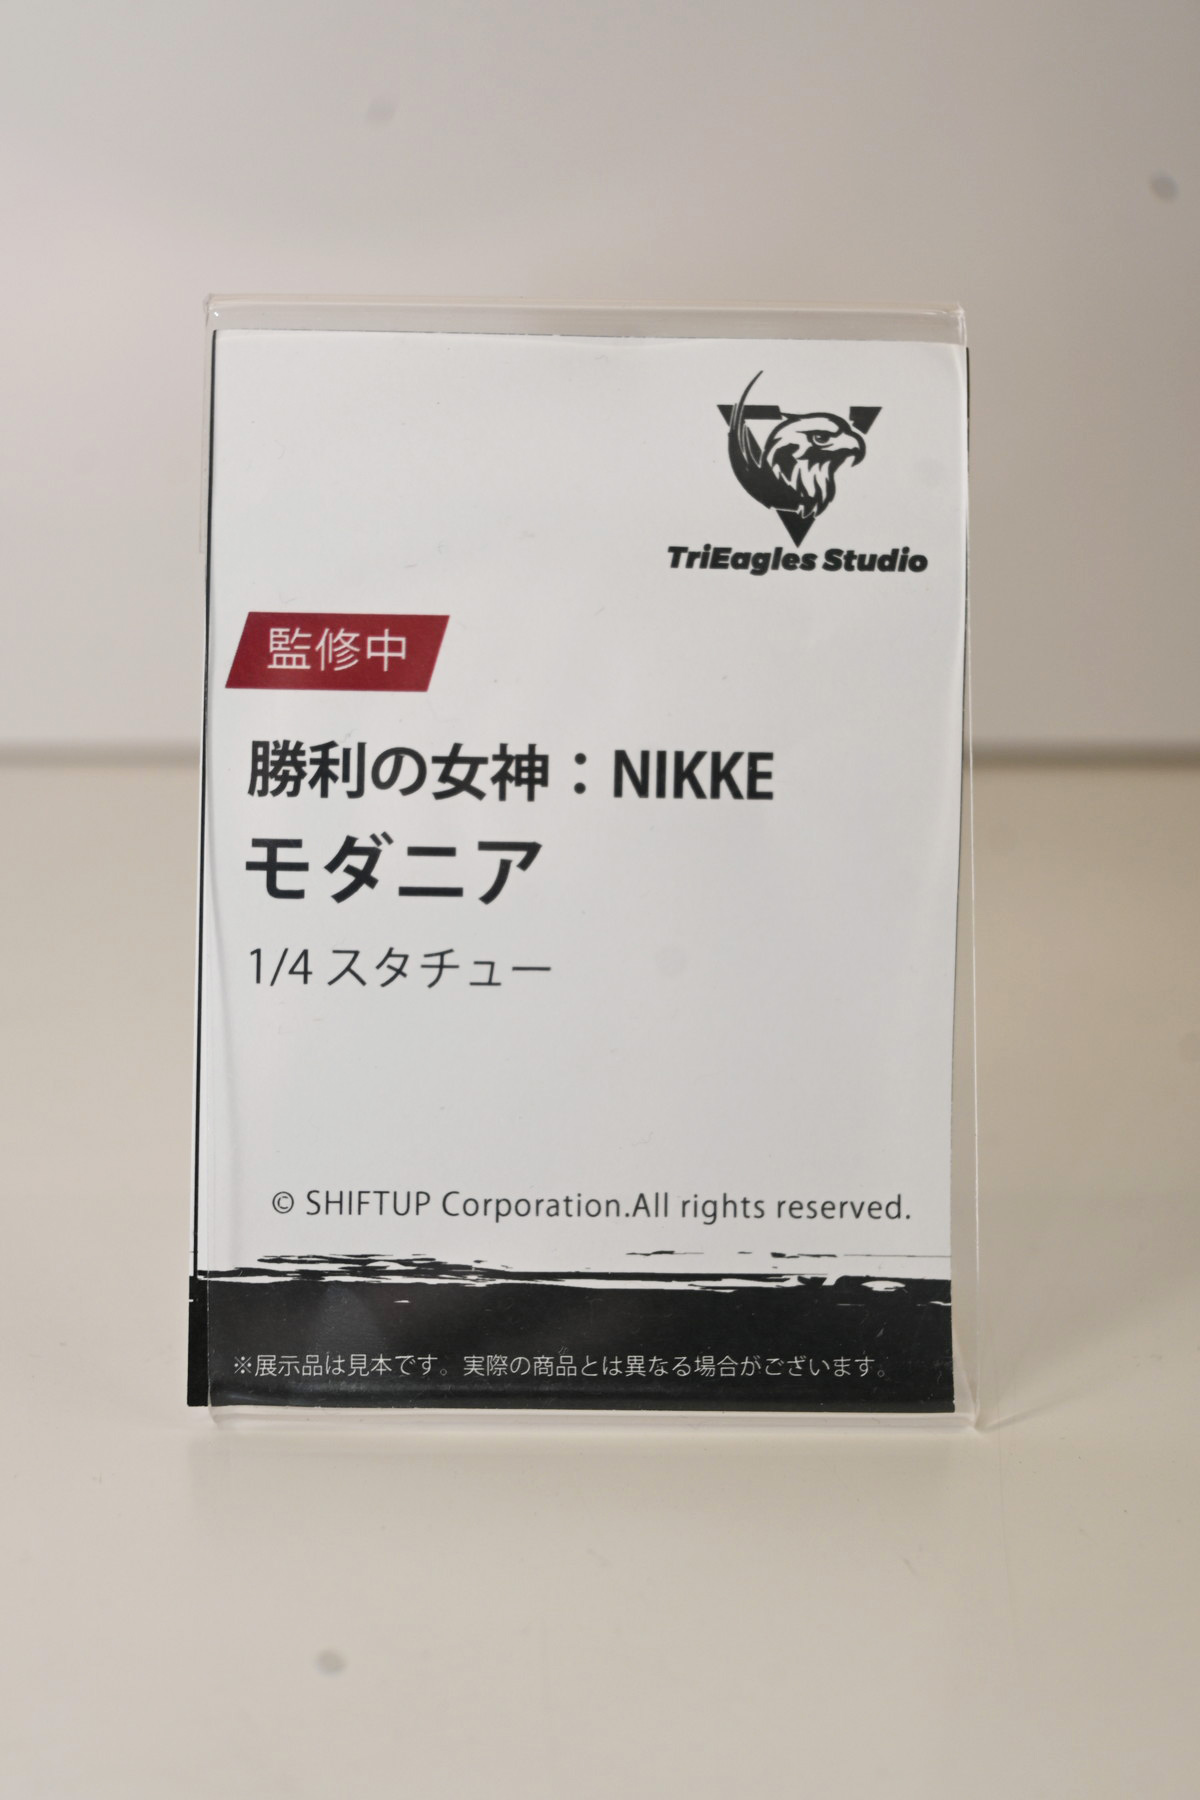 TriEagles Studio
監修中
勝利の女神：NIKKE
モダニア
1/4 スタチュー
© SHIFTUP Corporation.All rights reserved.
※展示品は見本です。実際の商品とは異なる場合がございます。